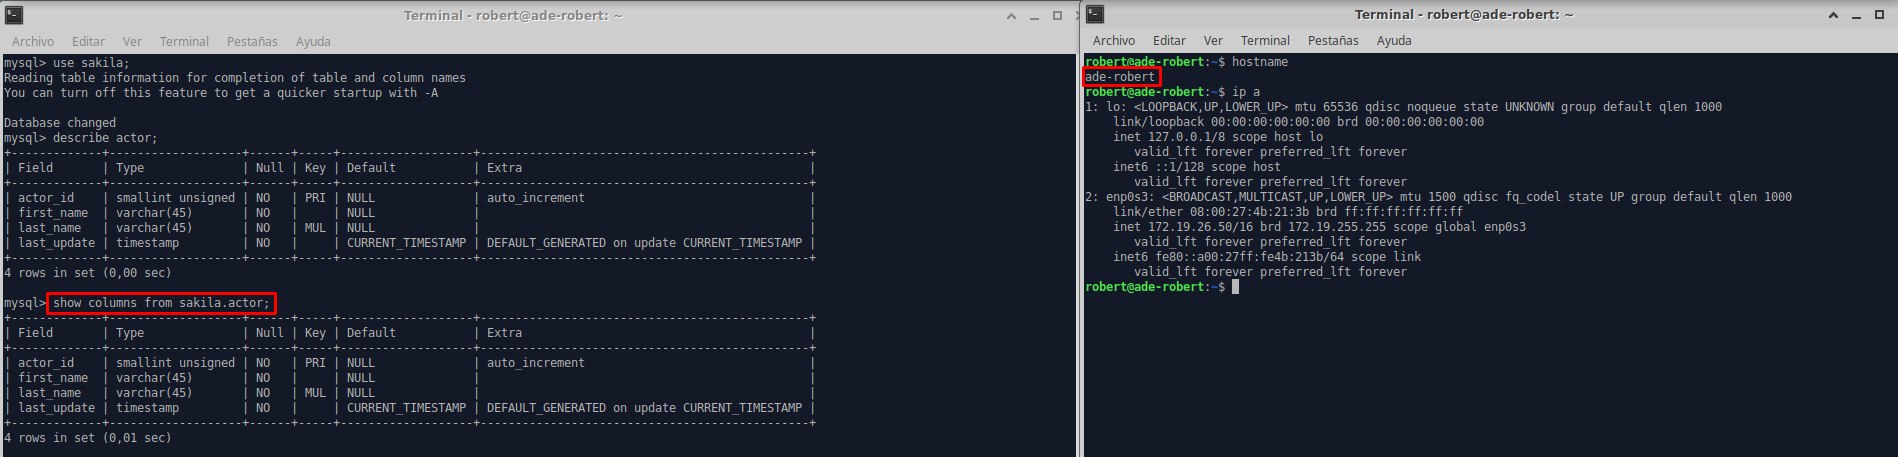 Terminal - robert@ade-robert: ~
Archivo Editar Ver Terminal Pestañas Ayuda
mysql> use sakila;
Reading table information for completion of table and column names
You can turn off this feature to get a quicker startup with -A

Database changed
mysql> describe actor;
+-------------+-------------------+------+-----+-------------------+-----------------------------------------------+
| Field       | Type              | Null | Key | Default           | Extra                                         |
+-------------+-------------------+------+-----+-------------------+-----------------------------------------------+
| actor_id    | smallint unsigned | NO   | PRI | NULL              | auto_increment                                |
| first_name  | varchar(45)       | NO   |     | NULL              |                                               |
| last_name   | varchar(45)       | NO   | MUL | NULL              |                                               |
| last_update | timestamp         | NO   |     | CURRENT_TIMESTAMP | DEFAULT_GENERATED on update CURRENT_TIMESTAMP |
+-------------+-------------------+------+-----+-------------------+-----------------------------------------------+
4 rows in set (0,00 sec)

mysql> show columns from sakila.actor;
+-------------+-------------------+------+-----+-------------------+-----------------------------------------------+
| Field       | Type              | Null | Key | Default           | Extra                                         |
+-------------+-------------------+------+-----+-------------------+-----------------------------------------------+
| actor_id    | smallint unsigned | NO   | PRI | NULL              | auto_increment                                |
| first_name  | varchar(45)       | NO   |     | NULL              |                                               |
| last_name   | varchar(45)       | NO   | MUL | NULL              |                                               |
| last_update | timestamp         | NO   |     | CURRENT_TIMESTAMP | DEFAULT_GENERATED on update CURRENT_TIMESTAMP |
+-------------+-------------------+------+-----+-------------------+-----------------------------------------------+
4 rows in set (0,01 sec)
Terminal - robert@ade-robert: ~
Archivo Editar Ver Terminal Pestañas Ayuda
robert@ade-robert:~$ hostname
ade-robert
robert@ade-robert:~$ ip a
1: lo: <LOOPBACK,UP,LOWER_UP> mtu 65536 qdisc noqueue state UNKNOWN group default qlen 1000
    link/loopback 00:00:00:00:00:00 brd 00:00:00:00:00:00
    inet 127.0.0.1/8 scope host lo
       valid_lft forever preferred_lft forever
    inet6 ::1/128 scope host
       valid_lft forever preferred_lft forever
2: enp0s3: <BROADCAST,MULTICAST,UP,LOWER_UP> mtu 1500 qdisc fq_codel state UP group default qlen 1000
    link/ether 08:00:27:4b:21:3b brd ff:ff:ff:ff:ff:ff
    inet 172.19.26.50/16 brd 172.19.255.255 scope global enp0s3
       valid_lft forever preferred_lft forever
    inet6 fe80::a00:27ff:fe4b:213b/64 scope link
       valid_lft forever preferred_lft forever
robert@ade-robert:~$